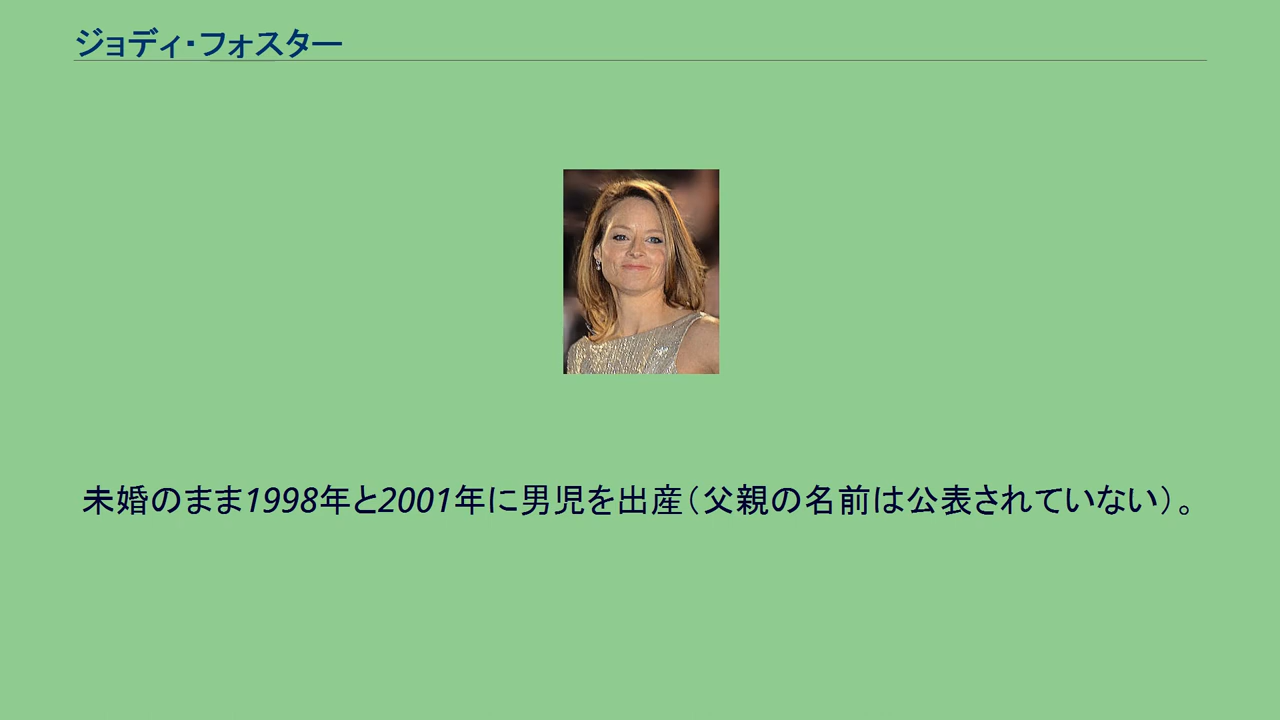 ジョディ・フォスター
未婚のまま1998年と2001年に男児を出産（父親の名前は公表されていない）。